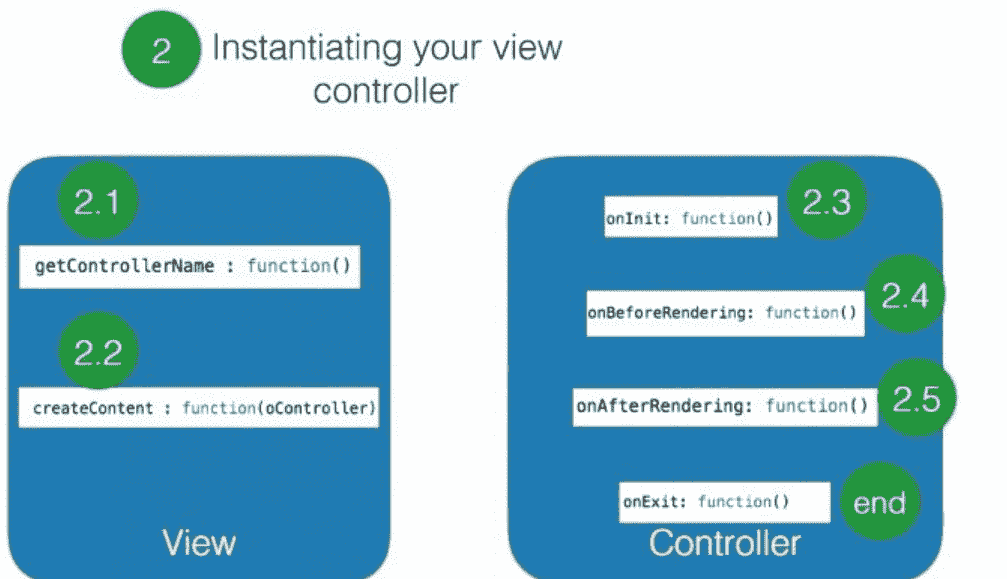 2
Instantiating your view
controller
2.1
getControllerName : function()
2.2
createContent : function(oController)
View
onInit: function()
2.3
onBeforeRendering: function()
2.4
onAfterRendering: function()
2.5
onExit: function()
end
Controller